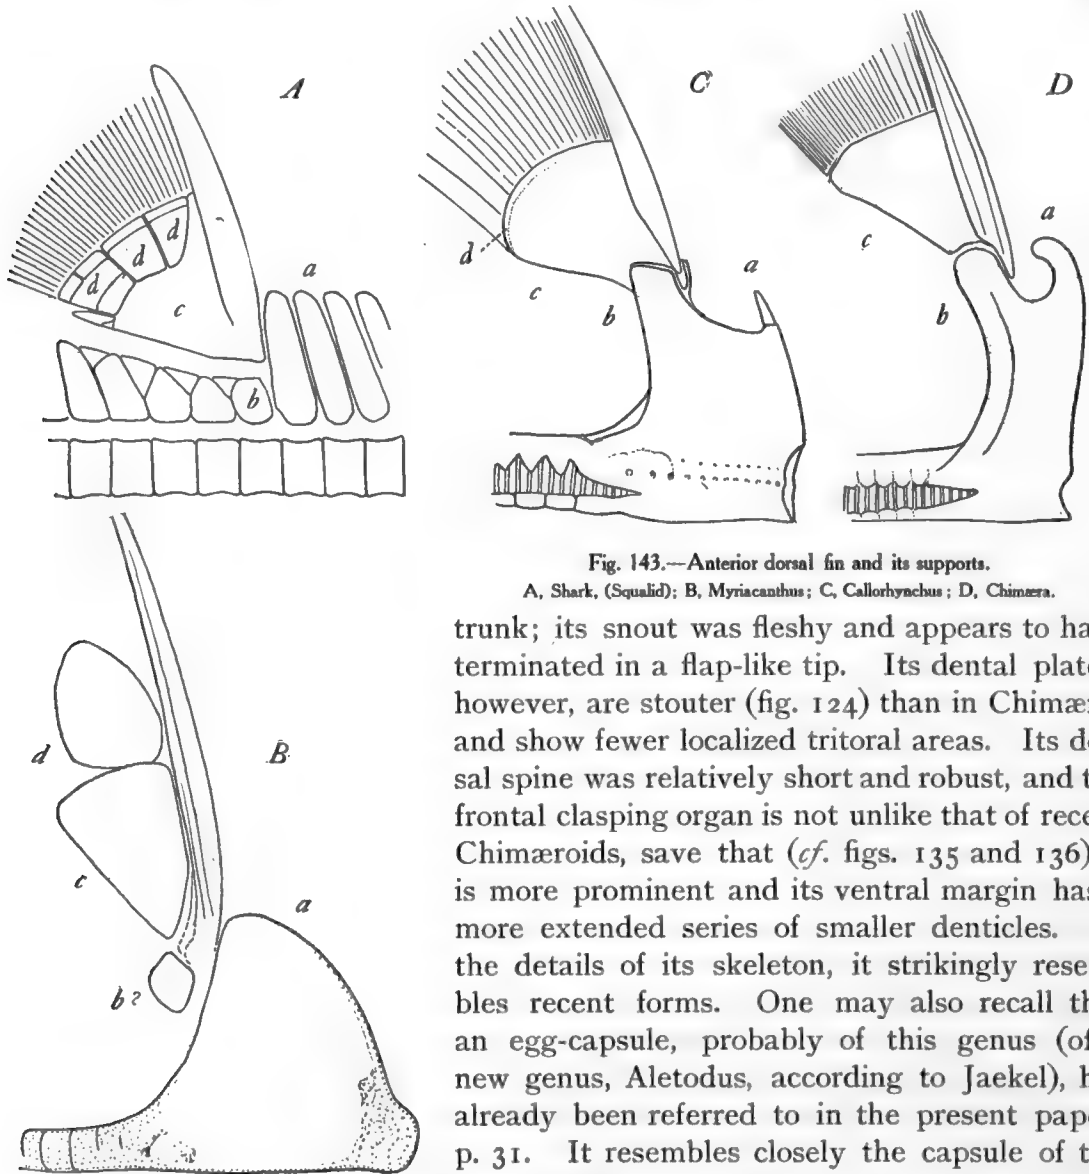 A
d
d
d
c
a
b
C
d
c
b
a
D
a
c
b
Fig. 143.—Anterior dorsal fin and its supports.
A, Shark, (Squalid); B, Myriacanthus; C, Callorhynchus; D, Chimæra.
B
d
c
a
b?
trunk; its snout was fleshy and appears to ha
terminated in a flap-like tip. Its dental plat
however, are stouter (fig. 124) than in Chimær
and show fewer localized tritoral areas. Its do
sal spine was relatively short and robust, and t
frontal clasping organ is not unlike that of rece
Chimæroids, save that (cf. figs. 135 and 136)
is more prominent and its ventral margin has
more extended series of smaller denticles.
the details of its skeleton, it strikingly rese
bles recent forms. One may also recall th
an egg-capsule, probably of this genus (of
new genus, Aletodus, according to Jaekel), h
already been referred to in the present pap
p. 31. It resembles closely the capsule of t